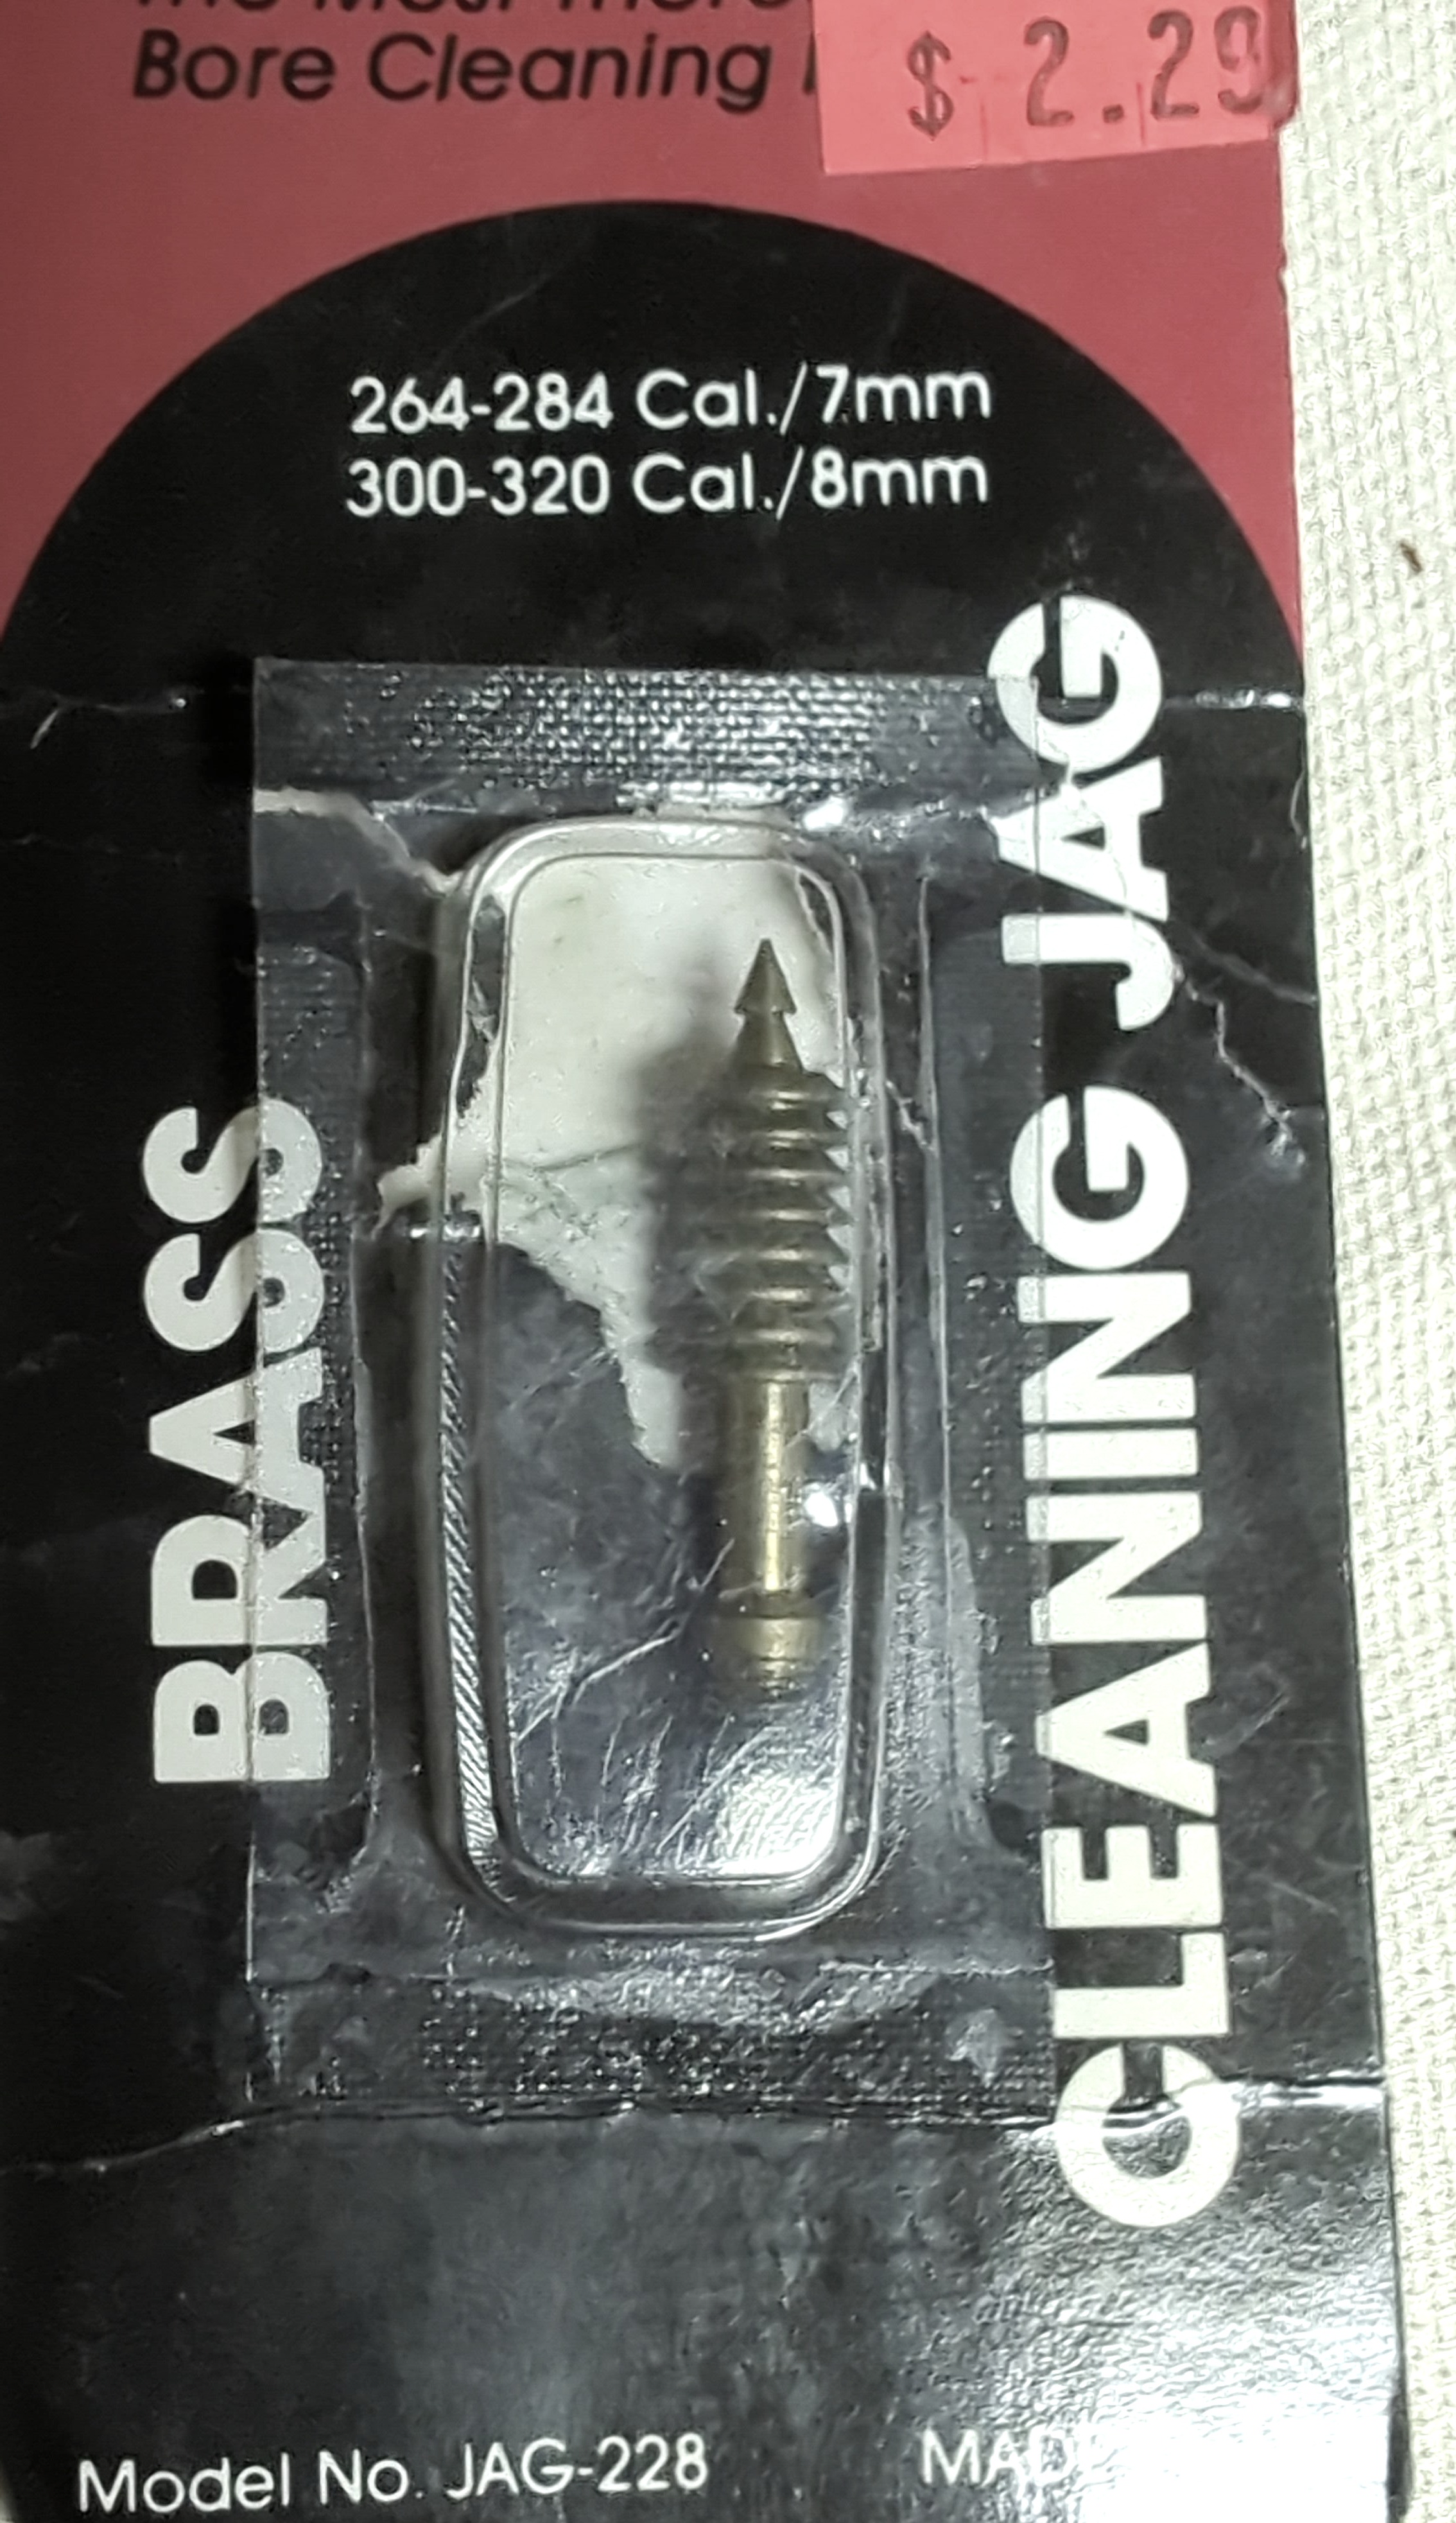 Bore Cleaning
$ 2.29
264-284 Cal./7mm
300-320 Cal./8mm
BRASS
CLEANING JAG
Model No. JAG-228
MADE